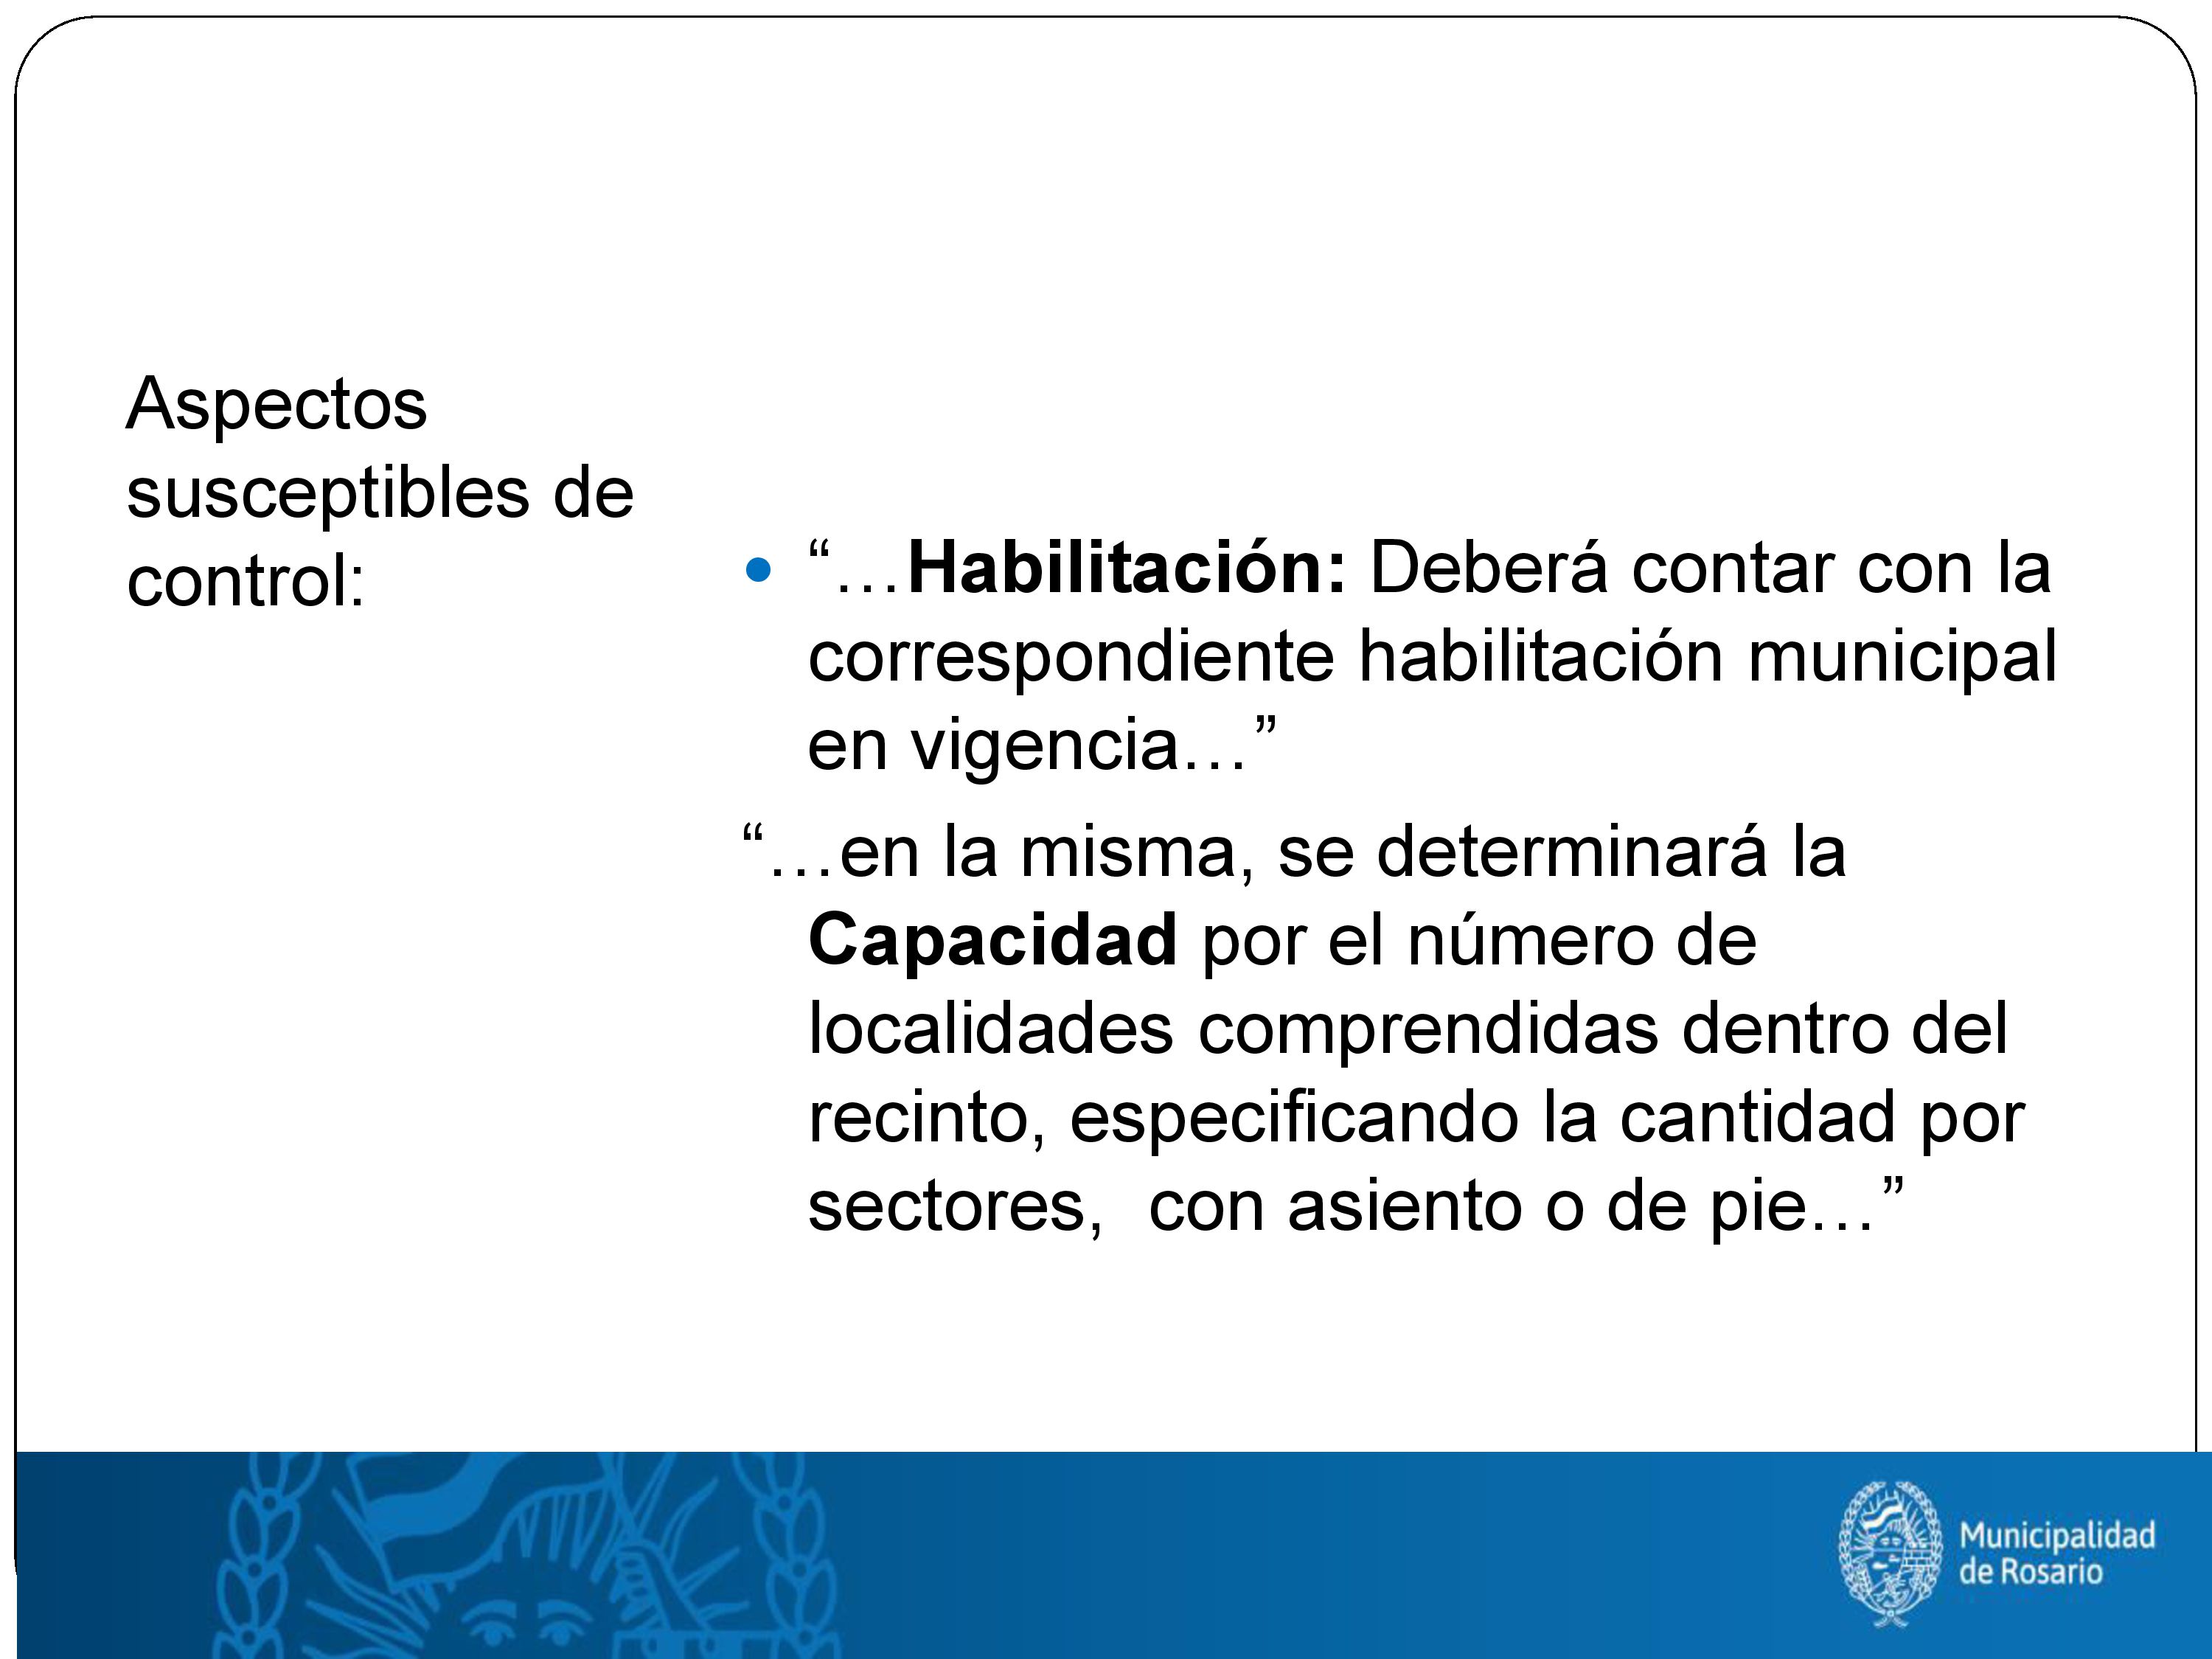 Aspectos
susceptibles de
control:
• “…Habilitación: Deberá contar con la
correspondiente habilitación municipal
en vigencia…”
“…en la misma, se determinará la
Capacidad por el número de
localidades comprendidas dentro del
recinto, especificando la cantidad por
sectores,  con asiento o de pie…”
Municipalidad
de Rosario